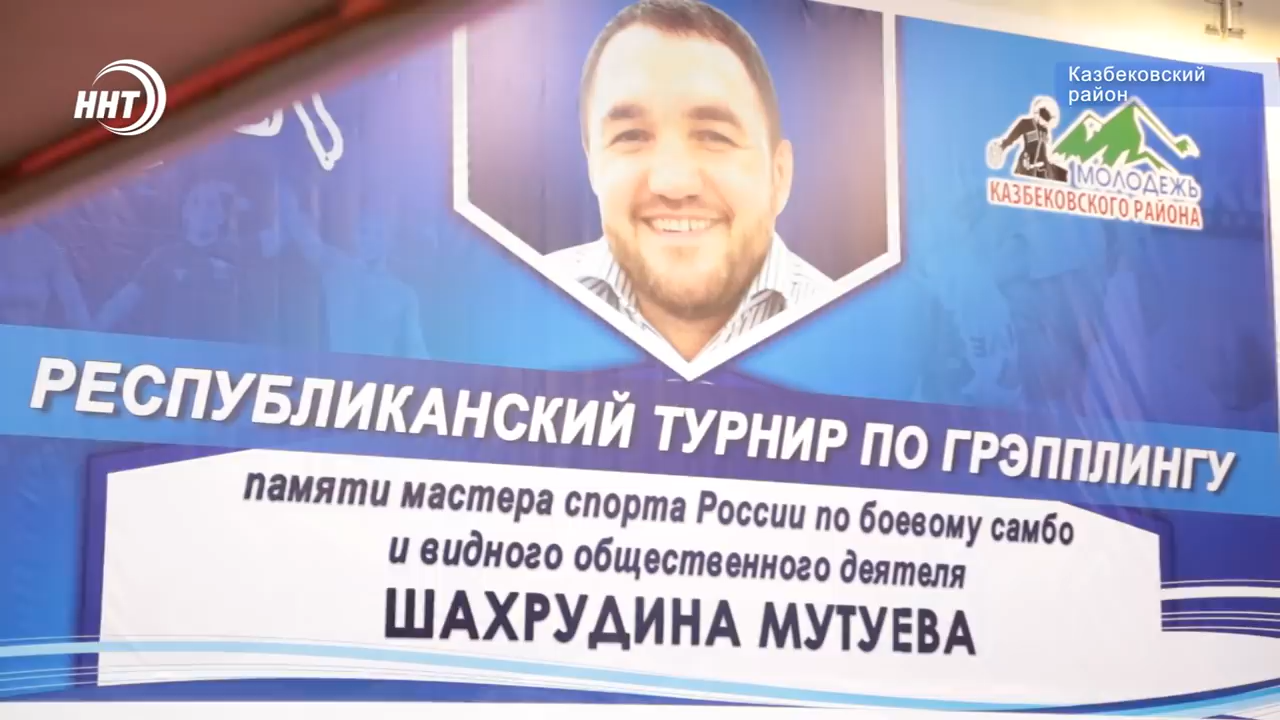 ННТ
Казбековский
район
МОЛОДЕЖЬ
КАЗБЕКОВСКОГО РАЙОНА
РЕСПУБЛИКАНСКИЙ ТУРНИР ПО ГРЭППЛИНГУ
памяти мастера спорта России по боевому самбо
и видного общественного деятеля
ШАХРУДИНА МУТУЕВА